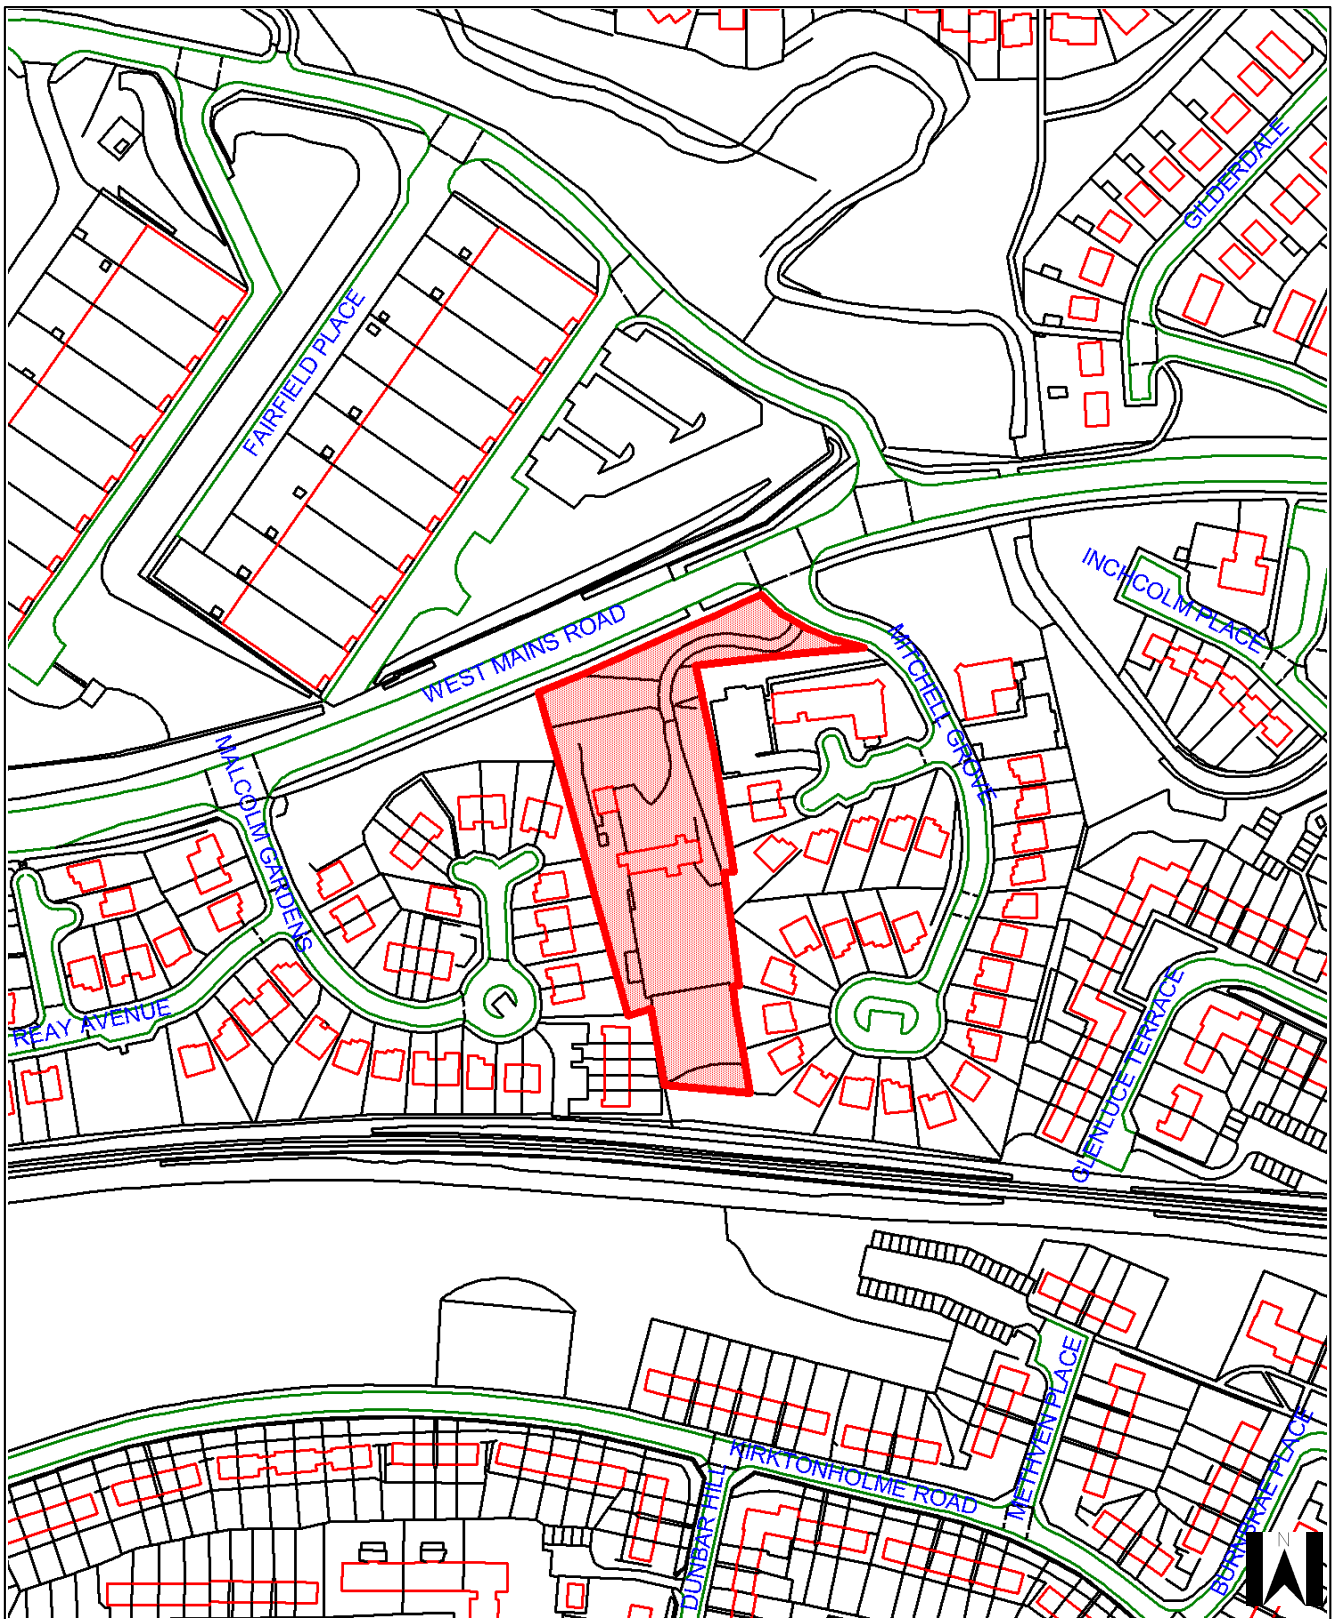 GILDERDALE
FAIRFIELD PLACE
INCHCOLM PLACE
WEST MAINS ROAD
MITCHELL GROVE
MALCOLM GARDENS
REAY AVENUE
GLENLUCE TERRACE
METHVEN PLACE
KIRKTONHOLME ROAD
DUNBAR HILL
BURNBRAE PLACE
N